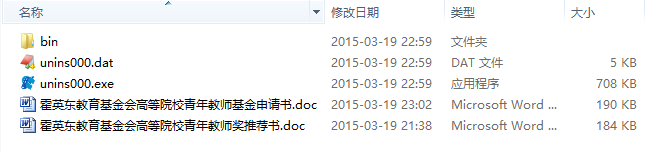 名称 修改日期 类型 大小
bin 2015-03-19 22:59 文件夹
unins000.dat 2015-03-19 22:59 DAT 文件 5 KB
unins000.exe 2015-03-19 22:59 应用程序 708 KB
霍英东教育基金会高等院校青年教师基金申请书.doc 2015-03-19 23:02 Microsoft Word ... 190 KB
霍英东教育基金会高等院校青年教师奖推荐书.doc 2015-03-19 21:38 Microsoft Word ... 184 KB